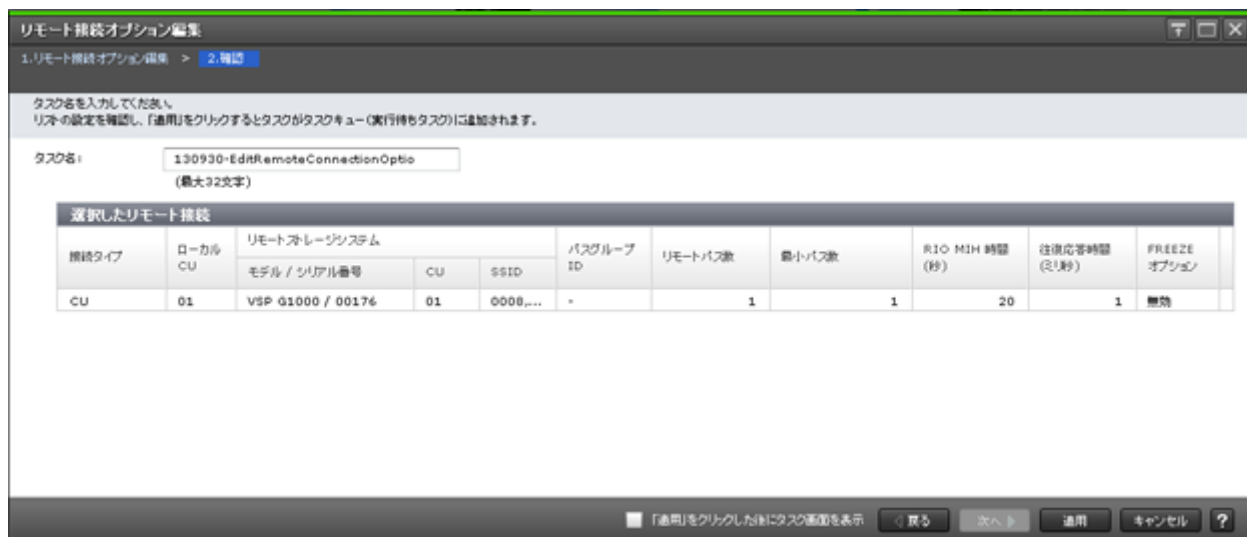 リモート接続オプション編集
1.リモート接続オプション編集 > 2.確認
タスク名を入力してください。
リストの設定を確認し、「適用」をクリックするとタスクがタスクキュー(実行待ちタスク)に追加されます。
タスク名: 130930-EditRemoteConnectionOptio
(最大32文字)
選択したリモート接続
接続タイプ ローカル CU リモートストレージシステム パスグループ ID リモートパス数 最小パス数 RIO MIH 時間 (秒) 往復応答時間 (ミリ秒) FREEZE オプション
モデル / シリアル番号 CU SSID
CU 01 VSP G1000 / 00176 01 0008,... - 1 1 20 1 無効
「適用」をクリックした後にタスク画面を表示 戻る 次へ 適用 キャンセル ?